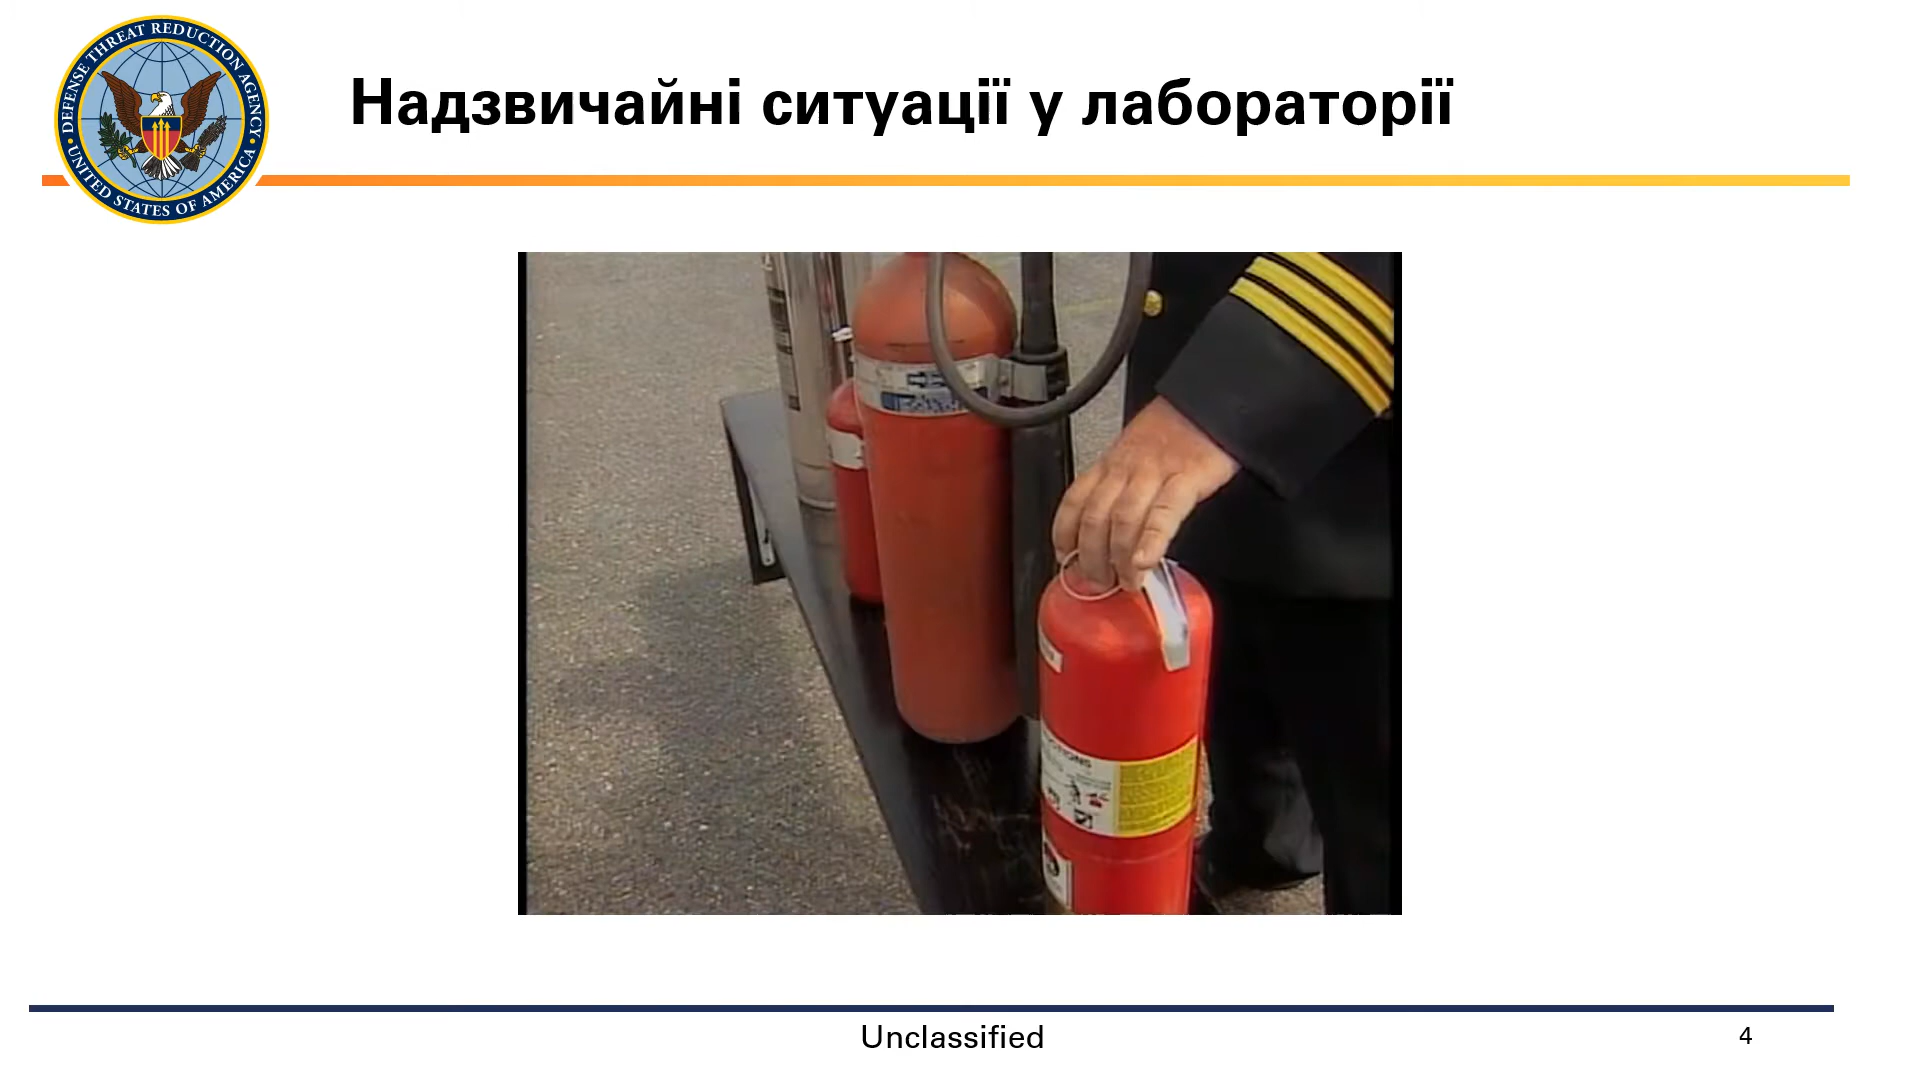 DEFENSE THREAT REDUCTION AGENCY
UNITED STATES OF AMERICA
Надзвичайні ситуації у лабораторії
Unclassified
4